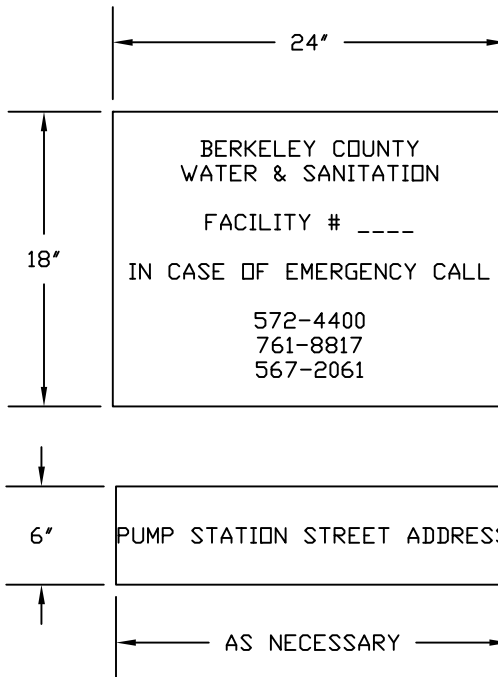 24"
BERKELEY COUNTY
WATER & SANITATION
FACILITY # ____
18"
IN CASE OF EMERGENCY CALL
572-4400
761-8817
567-2061
6"
PUMP STATION STREET ADDRESS
AS NECESSARY